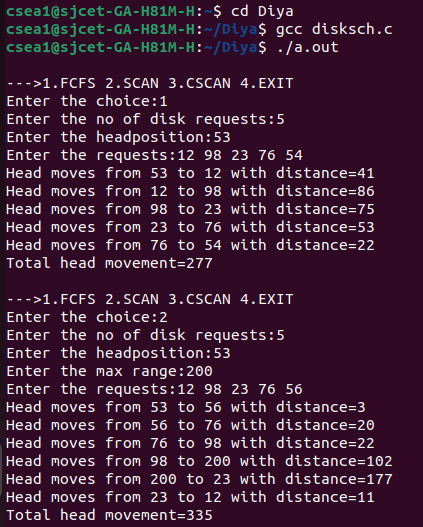 csea1@sjcet-GA-H81M-H:~$ cd Diya
csea1@sjcet-GA-H81M-H:~/Diya$ gcc disksch.c
csea1@sjcet-GA-H81M-H:~/Diya$ ./a.out

--->1.FCFS 2.SCAN 3.CSCAN 4.EXIT
Enter the choice:1
Enter the no of disk requests:5
Enter the headposition:53
Enter the requests:12 98 23 76 54
Head moves from 53 to 12 with distance=41
Head moves from 12 to 98 with distance=86
Head moves from 98 to 23 with distance=75
Head moves from 23 to 76 with distance=53
Head moves from 76 to 54 with distance=22
Total head movement=277

--->1.FCFS 2.SCAN 3.CSCAN 4.EXIT
Enter the choice:2
Enter the no of disk requests:5
Enter the headposition:53
Enter the max range:200
Enter the requests:12 98 23 76 56
Head moves from 53 to 56 with distance=3
Head moves from 56 to 76 with distance=20
Head moves from 76 to 98 with distance=22
Head moves from 98 to 200 with distance=102
Head moves from 200 to 23 with distance=177
Head moves from 23 to 12 with distance=11
Total head movement=335